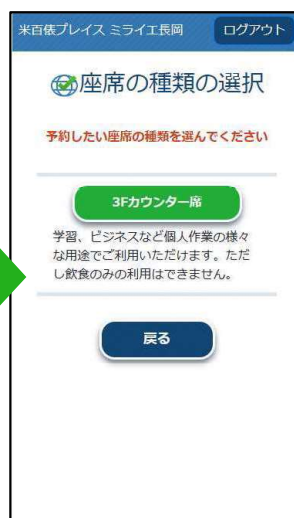 米百俵プレイス ミライエ長岡
ログアウト
座席の種類の選択
予約したい座席の種類を選んでください
3Fカウンター席
学習、ビジネスなど個人作業の様々
な用途でご利用いただけます。ただ
し飲食のみの利用はできません。
戻る